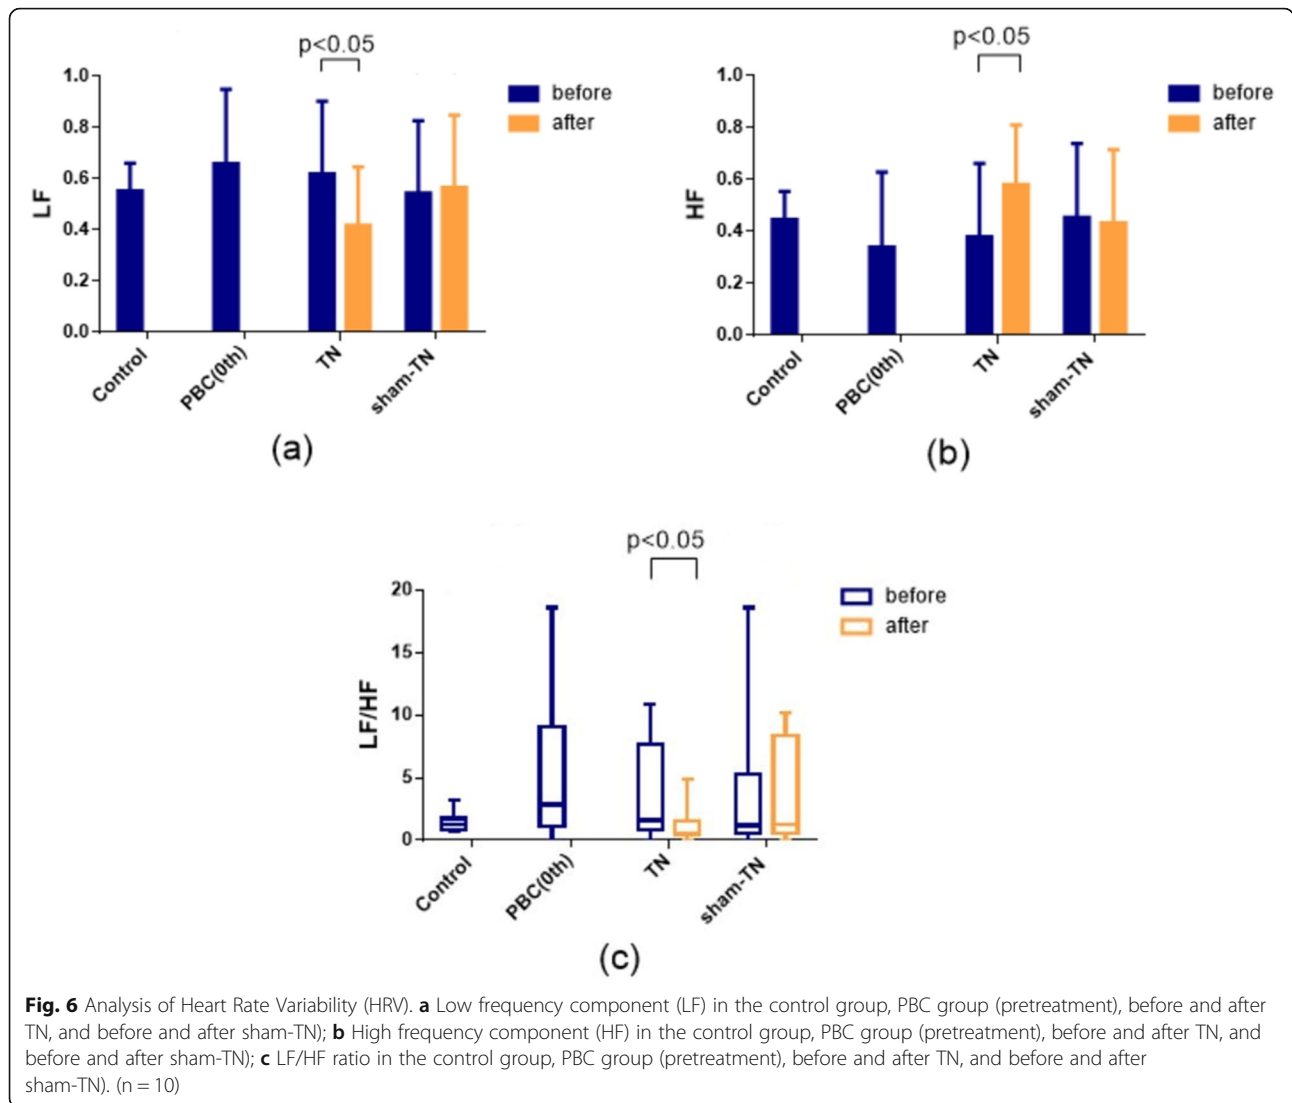 p<0.05
1.0
0.8
0.6
0.4
0.2
0.0
LF
before
after
Control
PBC(0th)
TN
sham-TN
(a)
p<0.05
1.0
0.8
0.6
0.4
0.2
0.0
HF
before
after
Control
PBC(0th)
TN
sham-TN
(b)
p<0.05
20
15
10
5
0
LF/HF
before
after
Control
PBC(0th)
TN
sham-TN
(c)
Fig. 6 Analysis of Heart Rate Variability (HRV). a Low frequency component (LF) in the control group, PBC group (pretreatment), before and after
TN, and before and after sham-TN); b High frequency component (HF) in the control group, PBC group (pretreatment), before and after TN, and
before and after sham-TN); c LF/HF ratio in the control group, PBC group (pretreatment), before and after TN, and before and after
sham-TN). (n = 10)